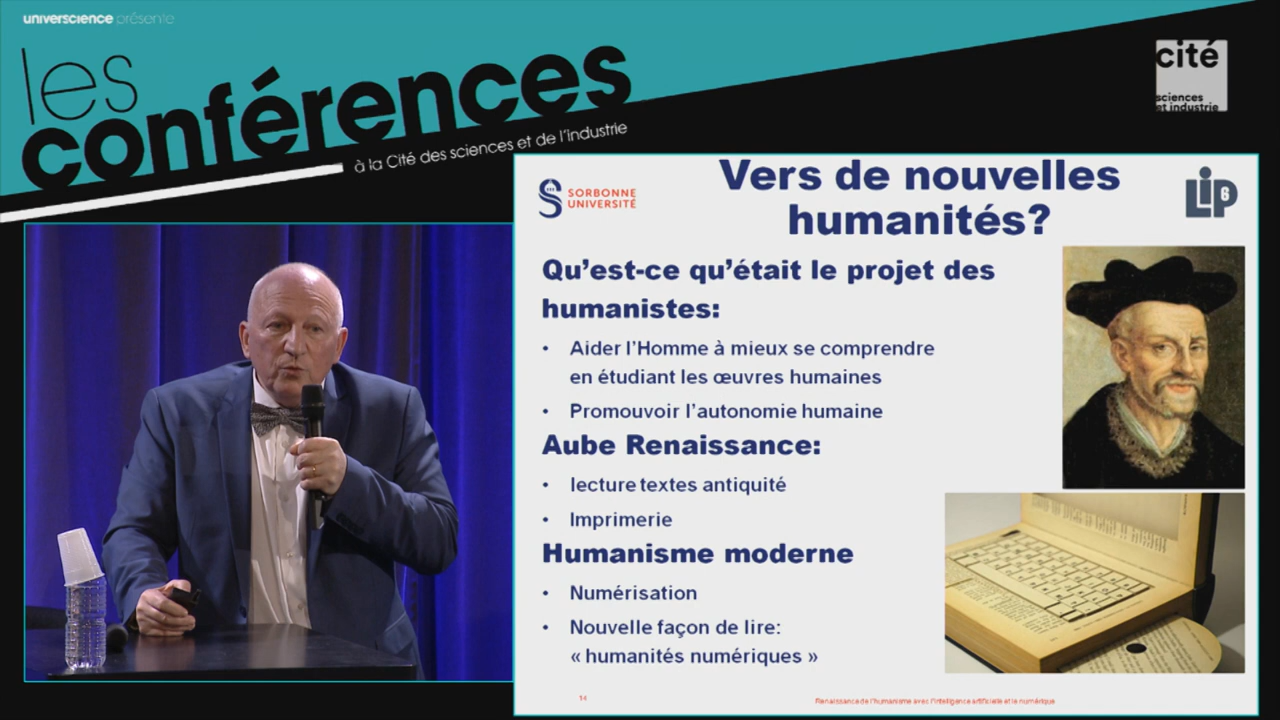 universcience présente
les
conférences
à la Cité des sciences et de l'industrie
cité
sciences
et industrie
SORBONNE
UNIVERSITÉ
Vers de nouvelles
humanités?
LIP6
Qu'est-ce qu'était le projet des
humanistes:
• Aider l'Homme à mieux se comprendre
en étudiant les œuvres humaines
• Promouvoir l'autonomie humaine
Aube Renaissance:
• lecture textes antiquité
• Imprimerie
Humanisme moderne
• Numérisation
• Nouvelle façon de lire:
« humanités numériques »
14
Renaissance de l'humanisme avec l'intelligence artificielle et le numérique